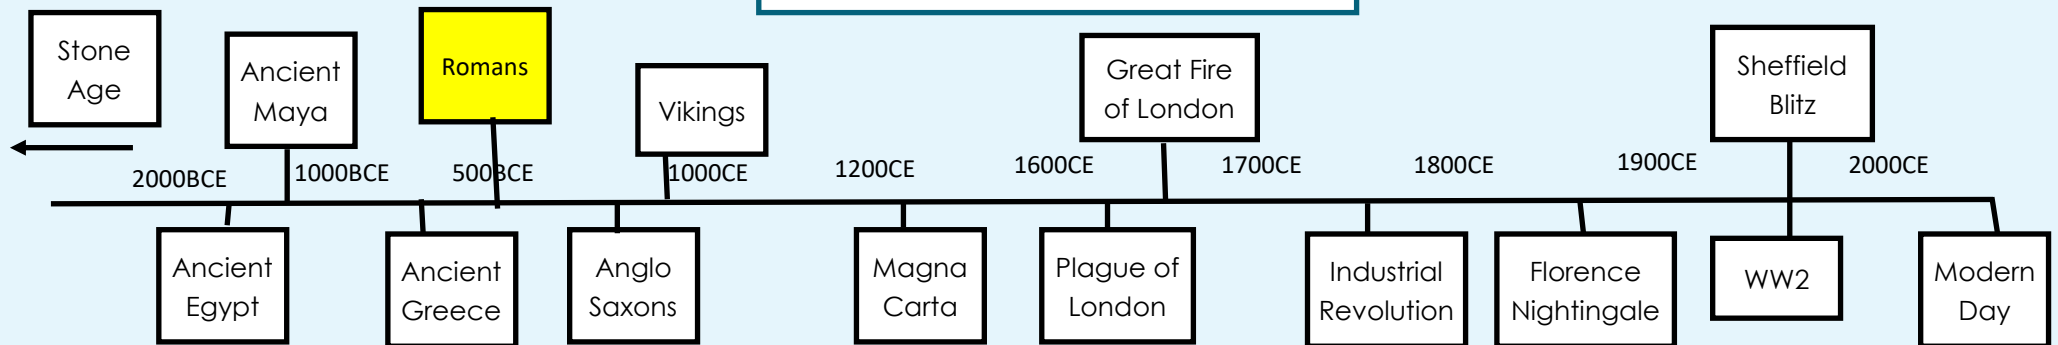 Stone
Age
Ancient
Maya
Romans
Vikings
Great Fire
of London
Sheffield
Blitz
2000BCE
1000BCE
500BCE
1000CE
1200CE
1600CE
1700CE
1800CE
1900CE
2000CE
Ancient
Egypt
Ancient
Greece
Anglo
Saxons
Magna
Carta
Plague of
London
Industrial
Revolution
Florence
Nightingale
WW2
Modern
Day